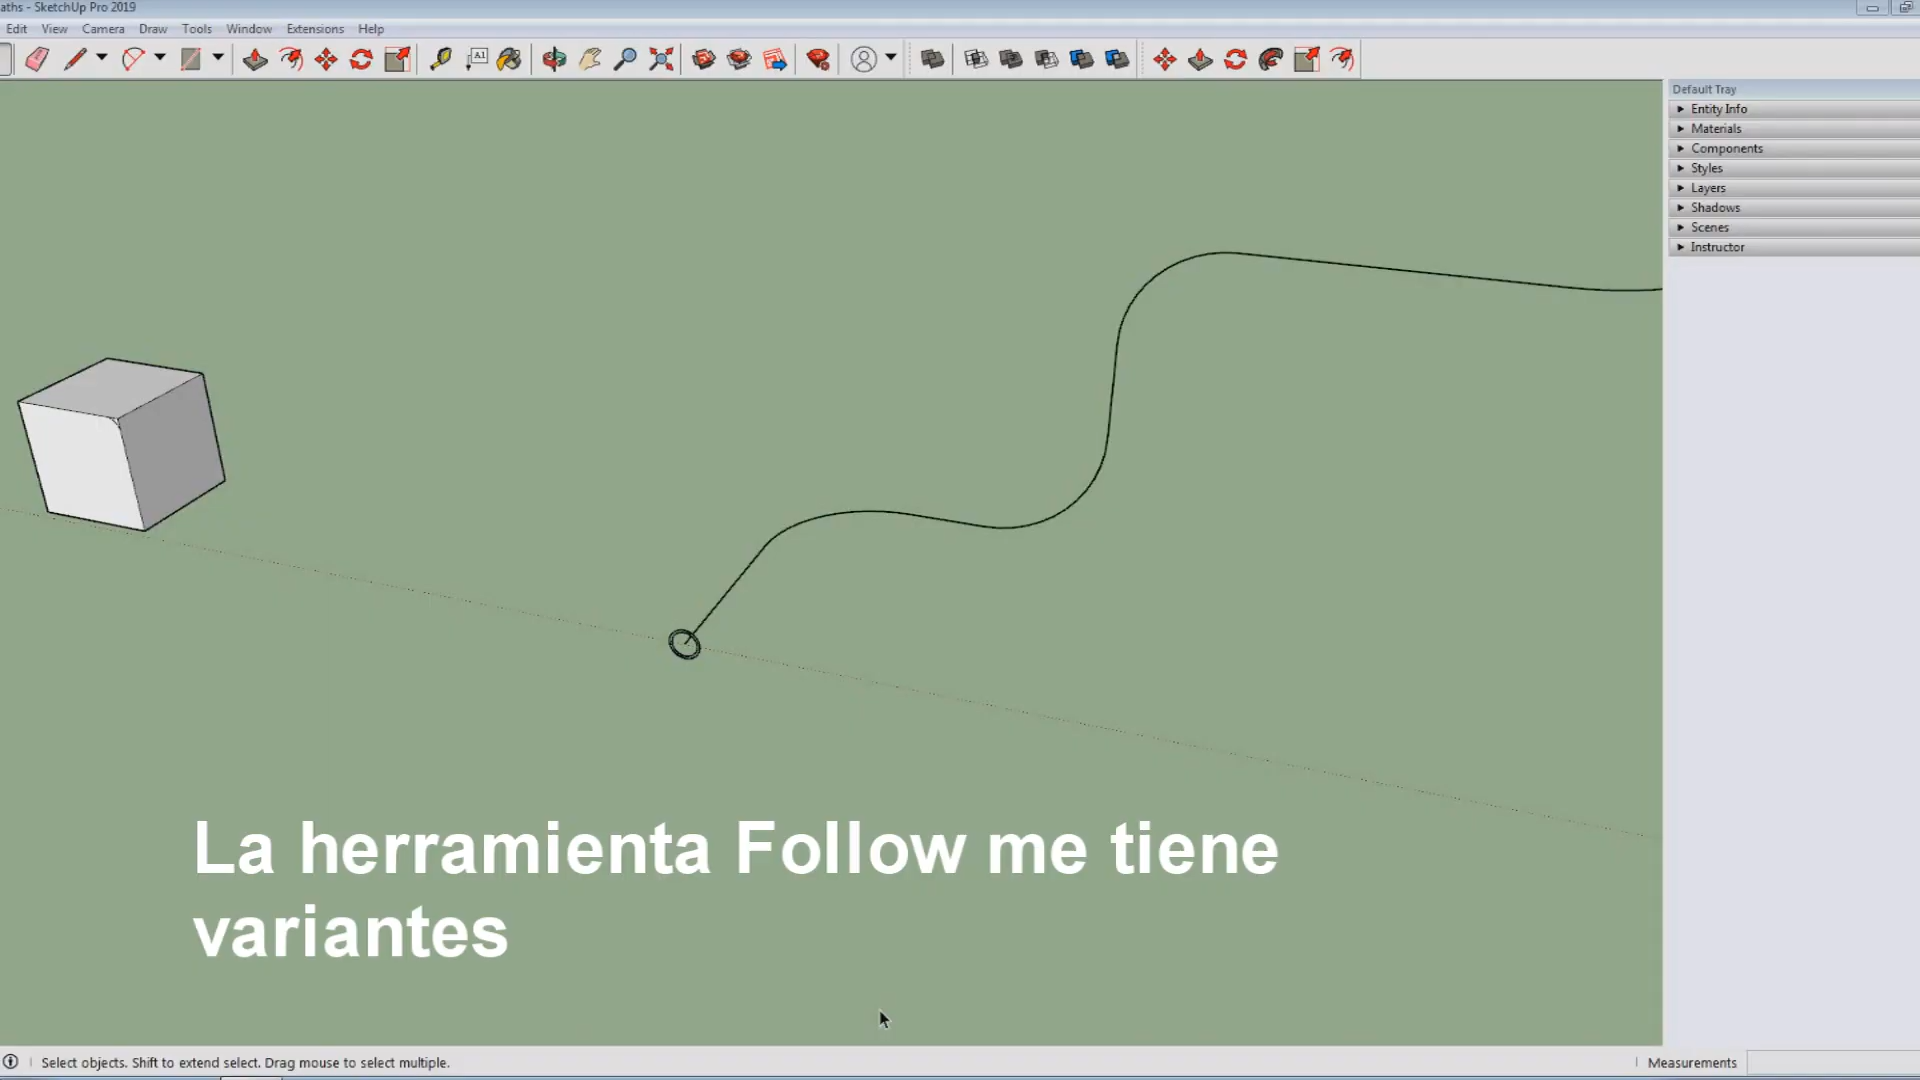 aths - SketchUp Pro 2019
Edit View Camera Draw Tools Window Extensions Help
A1
Default Tray
Entity Info
Materials
Components
Styles
Layers
Shadows
Scenes
Instructor
La herramienta Follow me tiene
variantes
Select objects. Shift to extend select. Drag mouse to select multiple.
Measurements